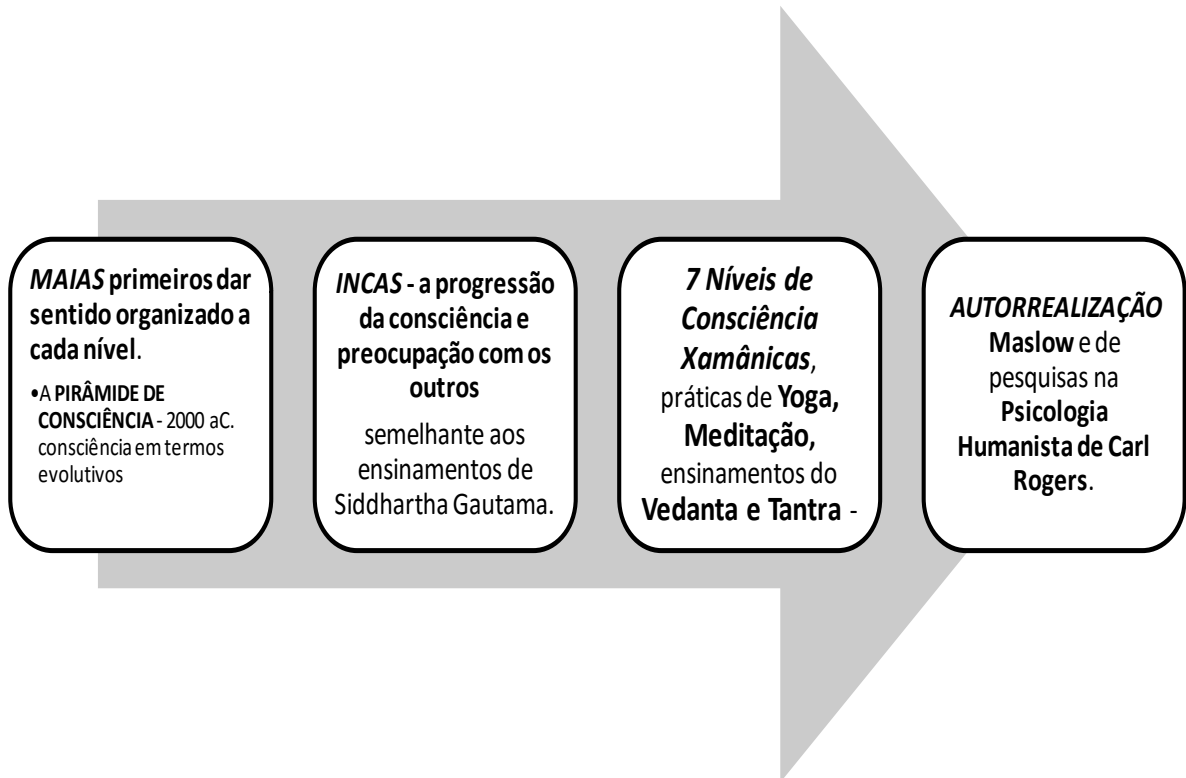 MAIAS primeiros dar
sentido organizado a
cada nível.
•A PIRÂMIDE DE
CONSCIÊNCIA - 2000 aC.
consciência em termos
evolutivos
INCAS - a progressão
da consciência e
preocupação com os
outros
semelhante aos
ensinamentos de
Siddhartha Gautama.
7 Níveis de
Consciência
Xamânicas,
práticas de Yoga,
Meditação,
ensinamentos do
Vedanta e Tantra -
AUTORREALIZAÇÃO
Maslow e de
pesquisas na
Psicologia
Humanista de Carl
Rogers.